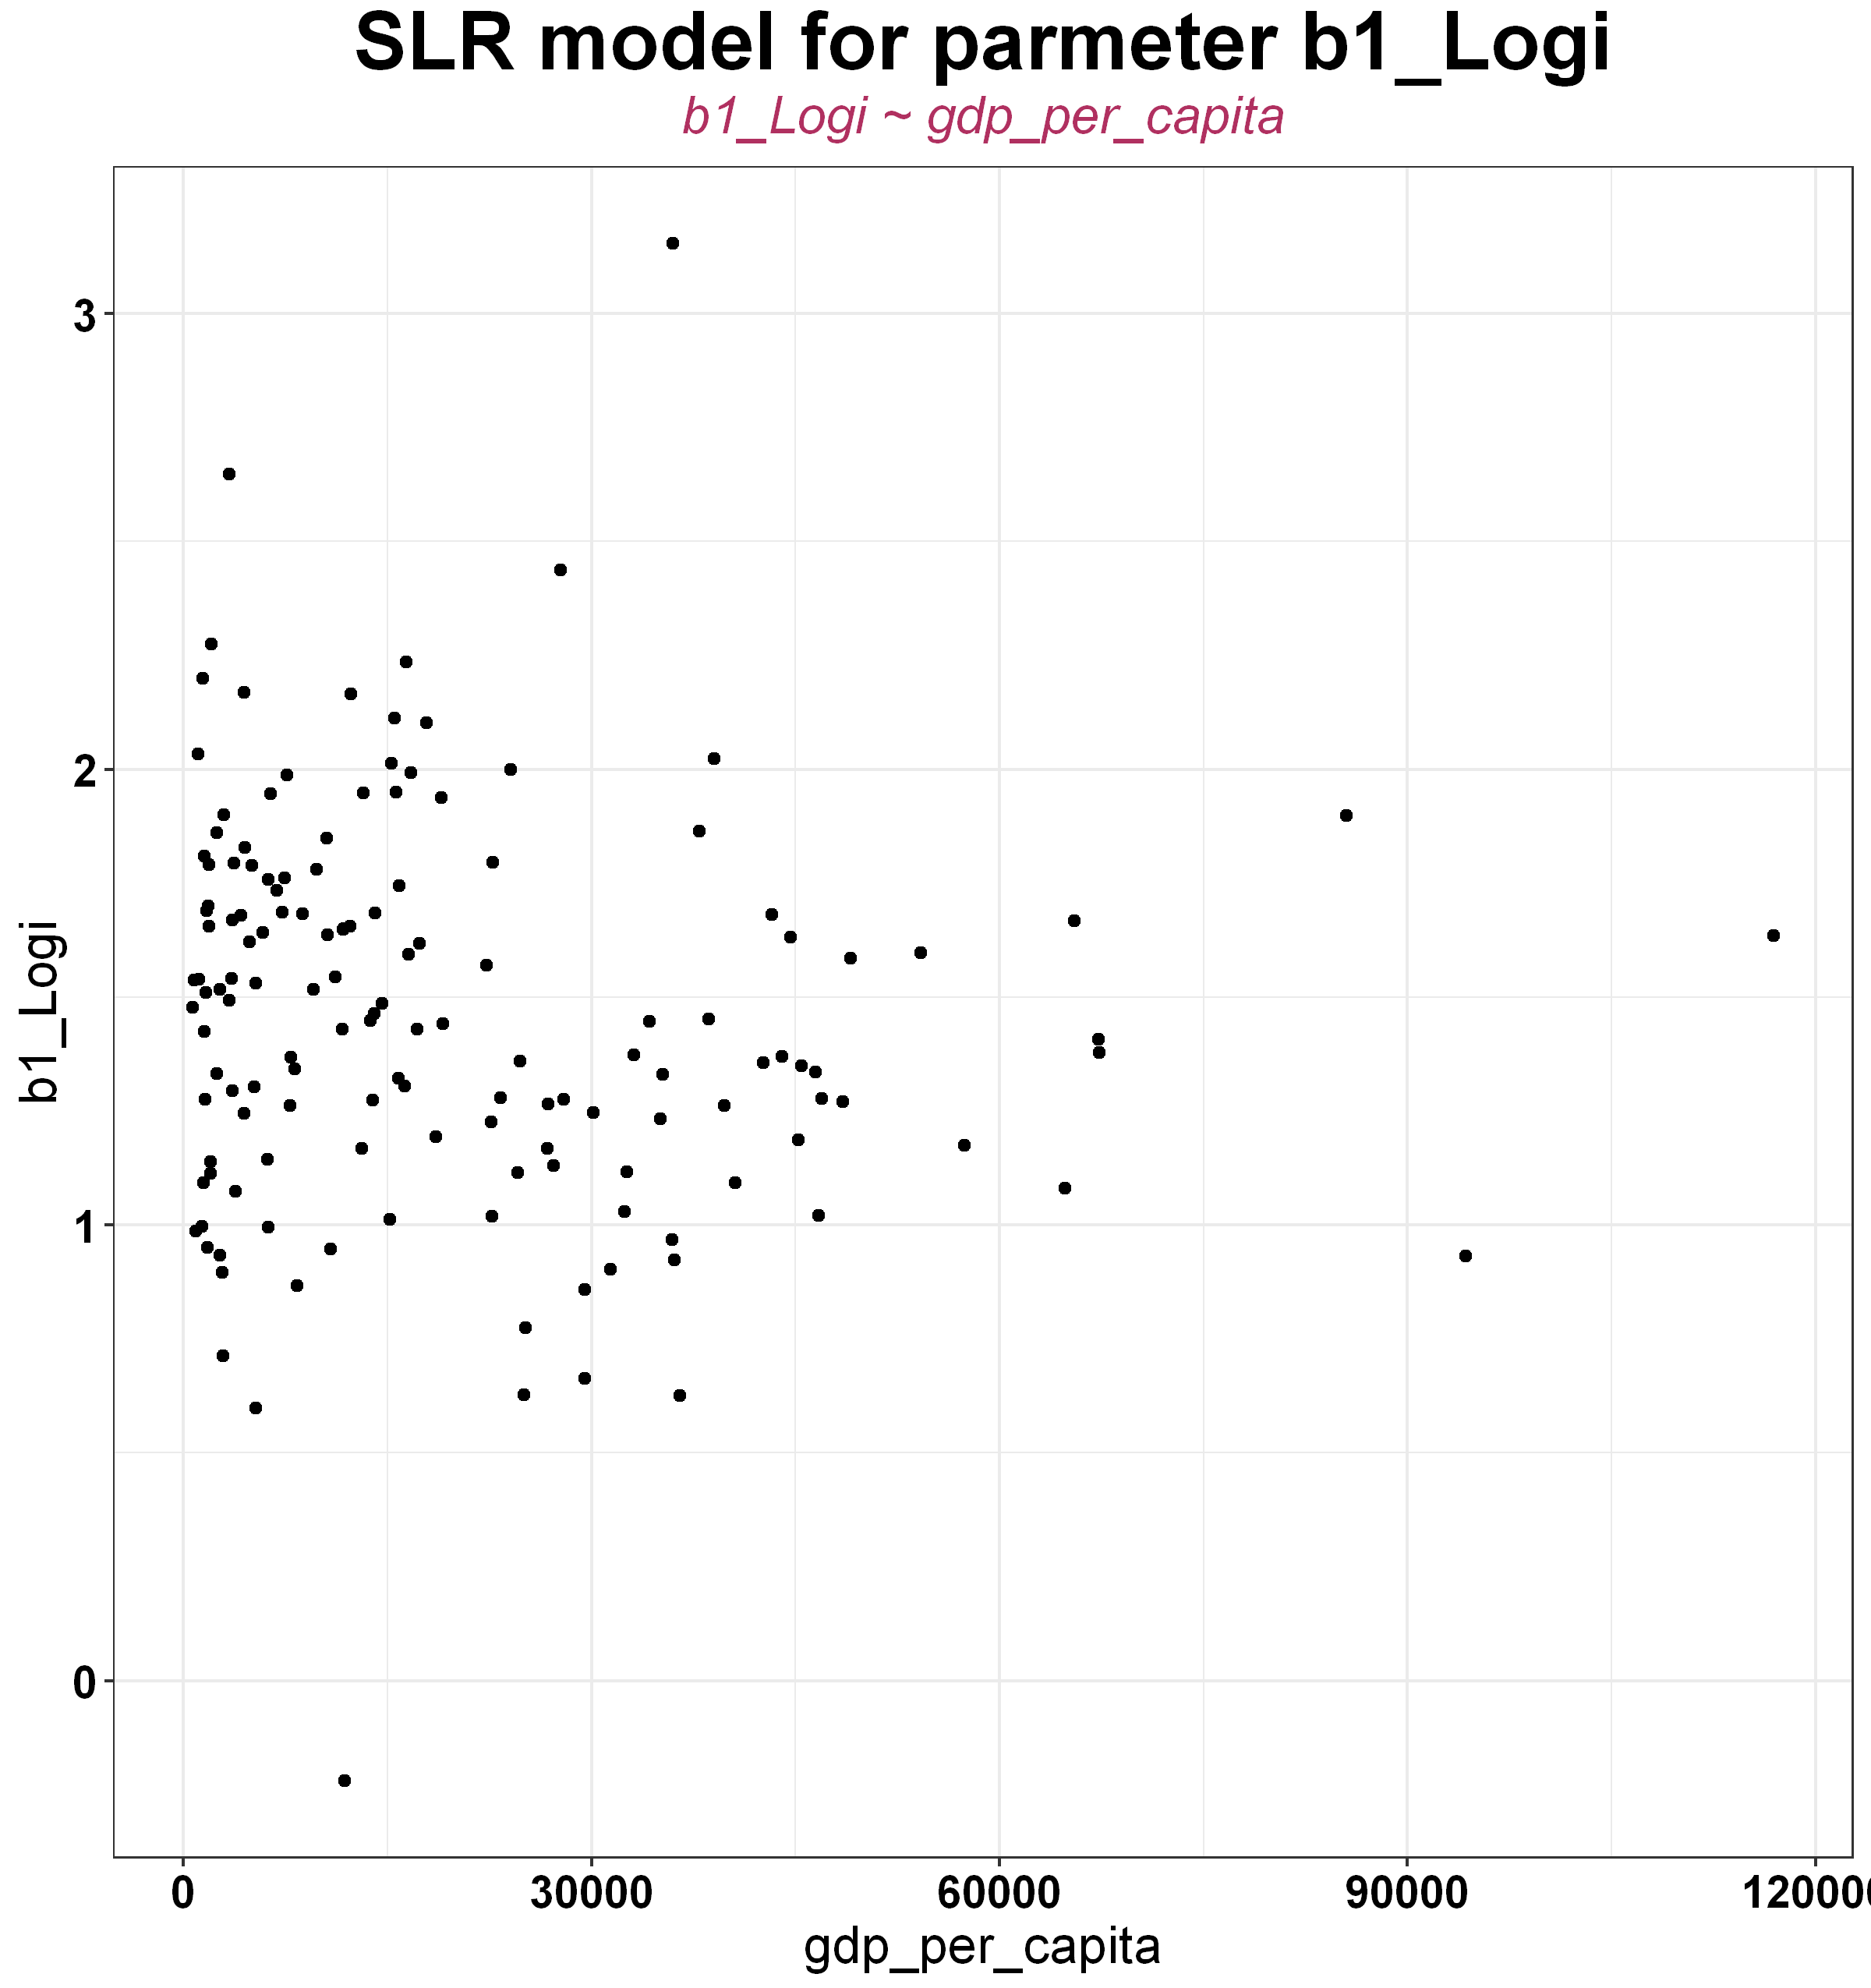 SLR model for parmeter b1_Logi
b1_Logi ~ gdp_per_capita
3
2
1
0
b1_Logi
0 30000 60000 90000 120000
gdp_per_capita